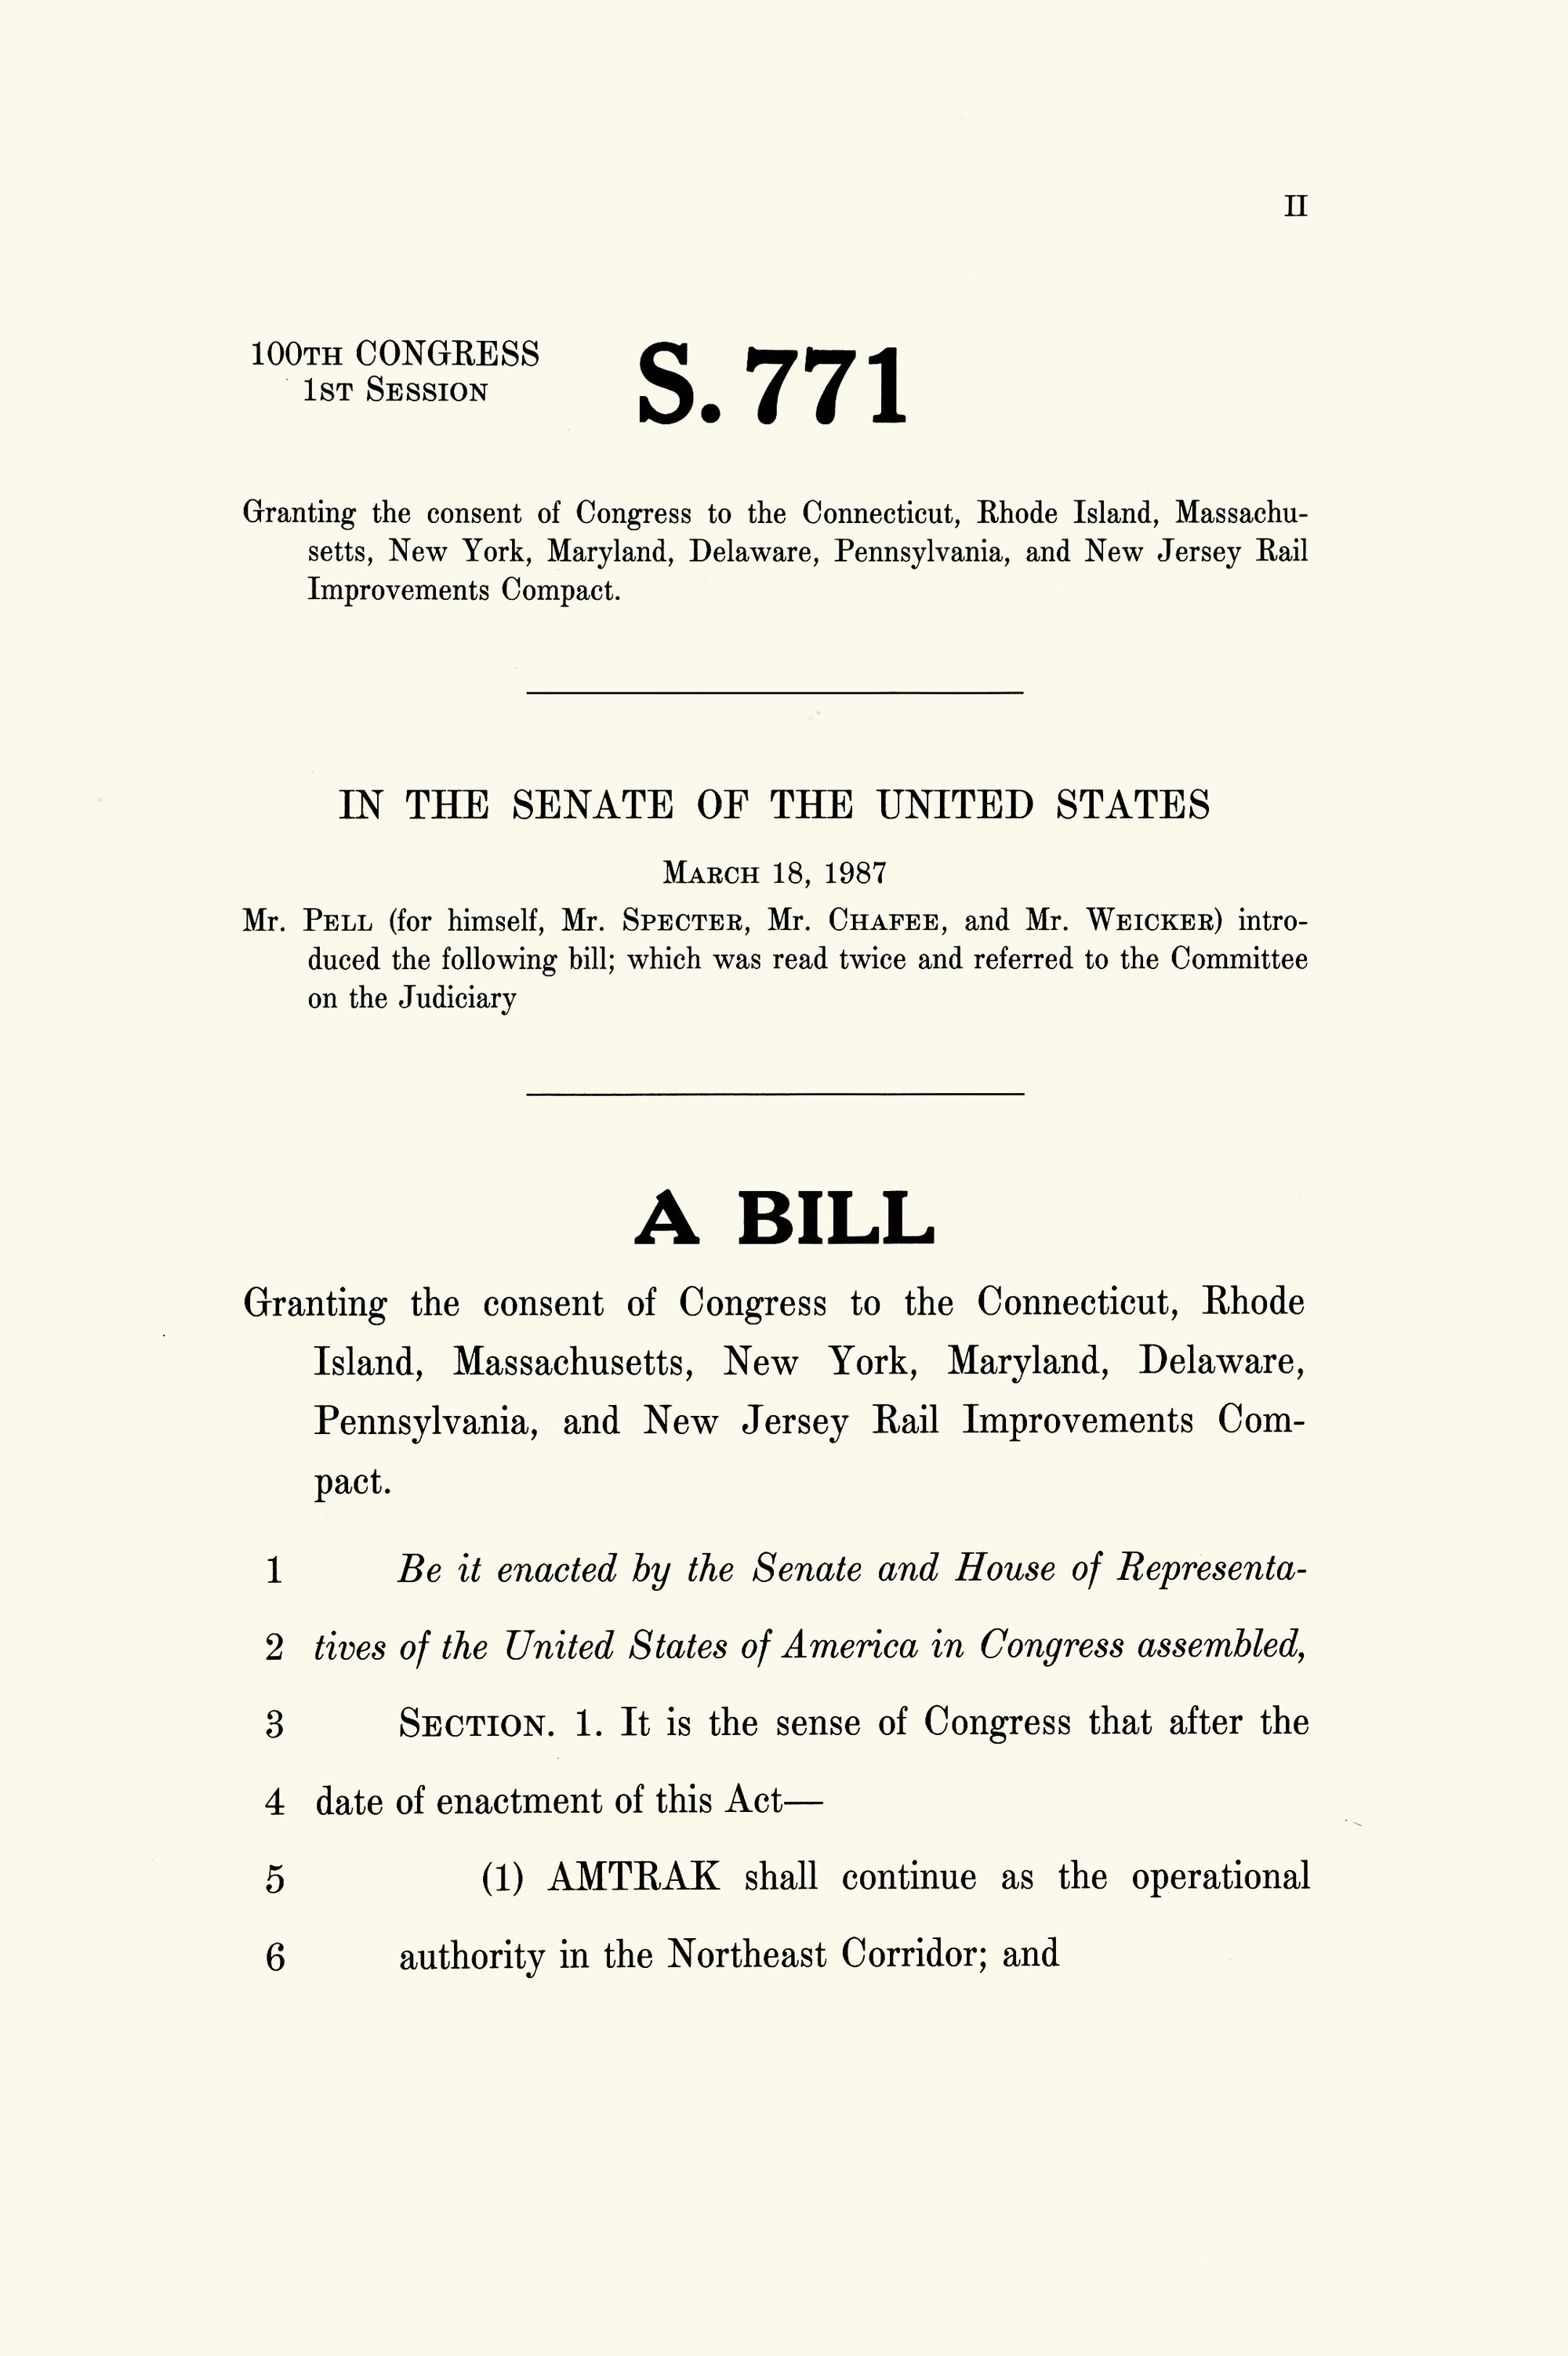 II
100TH CONGRESS
1ST SESSION
S. 771
Granting the consent of Congress to the Connecticut, Rhode Island, Massachu-
setts, New York, Maryland, Delaware, Pennsylvania, and New Jersey Rail
Improvements Compact.
IN THE SENATE OF THE UNITED STATES
MARCH 18, 1987
Mr. PELL (for himself, Mr. SPECTER, Mr. CHAFEE, and Mr. WEICKER) intro-
duced the following bill; which was read twice and referred to the Committee
on the Judiciary
A BILL
Granting the consent of Congress to the Connecticut, Rhode
Island, Massachusetts, New York, Maryland, Delaware,
Pennsylvania, and New Jersey Rail Improvements Com-
pact.
1 Be it enacted by the Senate and House of Representa-
2 tives of the United States of America in Congress assembled,
3 SECTION. 1. It is the sense of Congress that after the
4 date of enactment of this Act—
5 (1) AMTRAK shall continue as the operational
6 authority in the Northeast Corridor; and